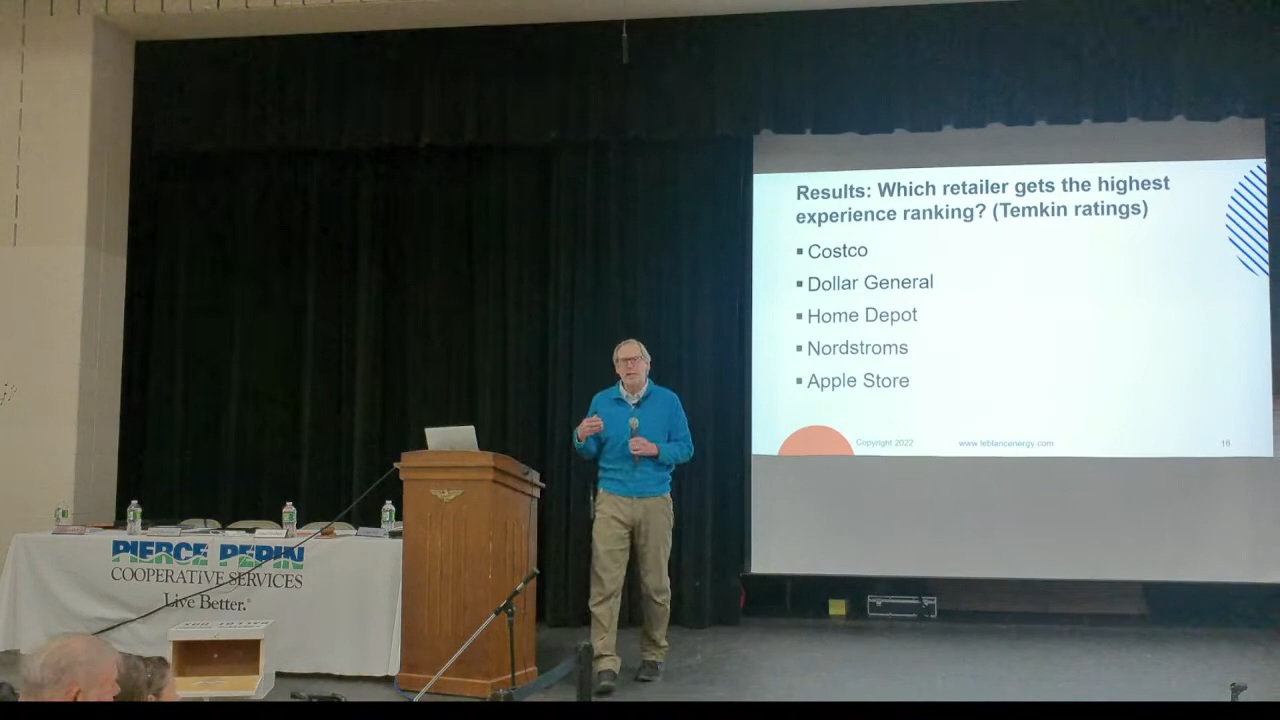 Results: Which retailer gets the highest
experience ranking? (Temkin ratings)
▪ Costco
▪ Dollar General
▪ Home Depot
▪ Nordstroms
▪ Apple Store
Copyright 2022 www.leblancenergy.com 16
PIERCE PEPIN
COOPERATIVE SERVICES
Live Better.®